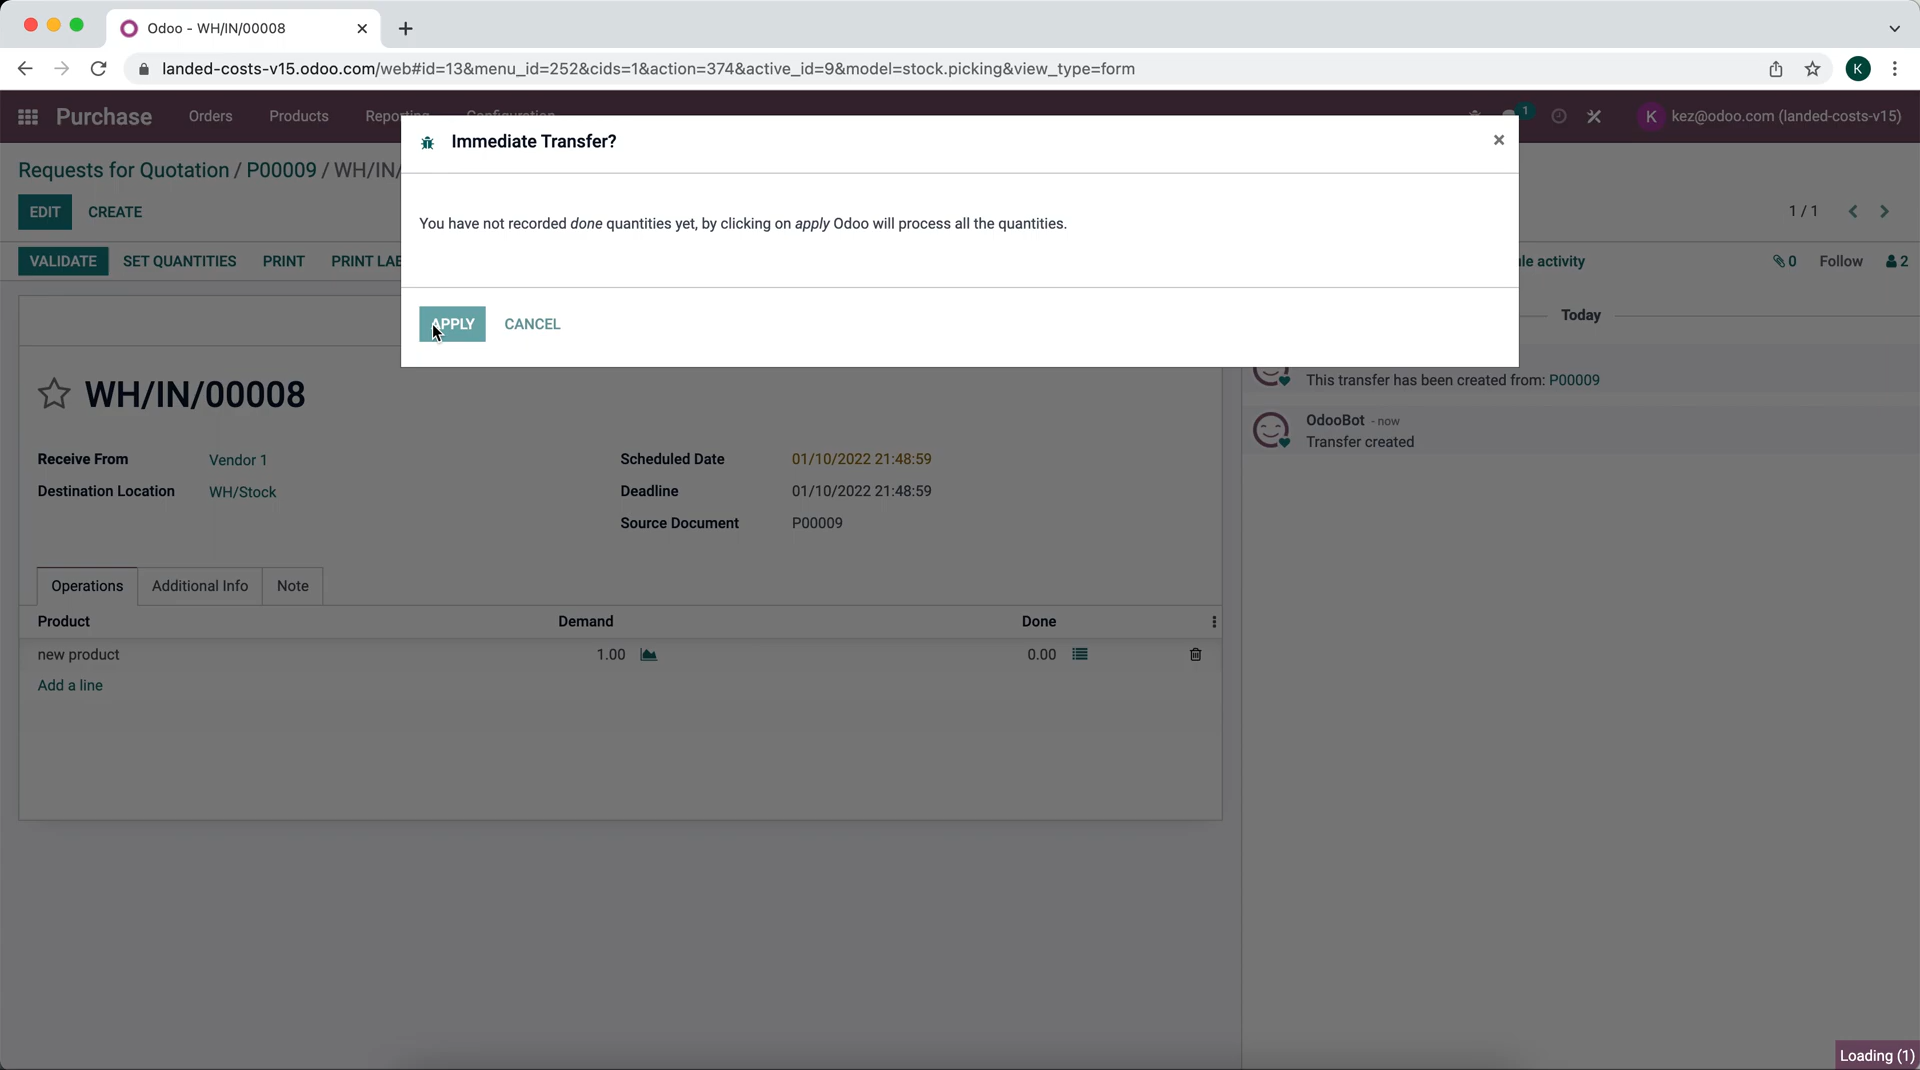 Odoo - WH/IN/00008
landed-costs-v15.odoo.com/web#id=13&menu_id=252&cids=1&action=374&active_id=9&model=stock.picking&view_type=form
K
Purchase Orders Products Reporting Configuration
1
K kez@odoo.com (landed-costs-v15)
Immediate Transfer?
Requests for Quotation / P00009 / WH/IN/
EDIT CREATE
1 / 1
You have not recorded done quantities yet, by clicking on apply Odoo will process all the quantities.
VALIDATE SET QUANTITIES PRINT PRINT LAB
activity
0 Follow 2
APPLY CANCEL
Today
This transfer has been created from: P00009
OdooBot - now
Transfer created
WH/IN/00008
Receive From Vendor 1
Scheduled Date 01/10/2022 21:48:59
Destination Location WH/Stock
Deadline 01/10/2022 21:48:59
Source Document P00009
Operations Additional Info Note
Product Demand Done
new product 1.00 0.00
Add a line
Loading (1)